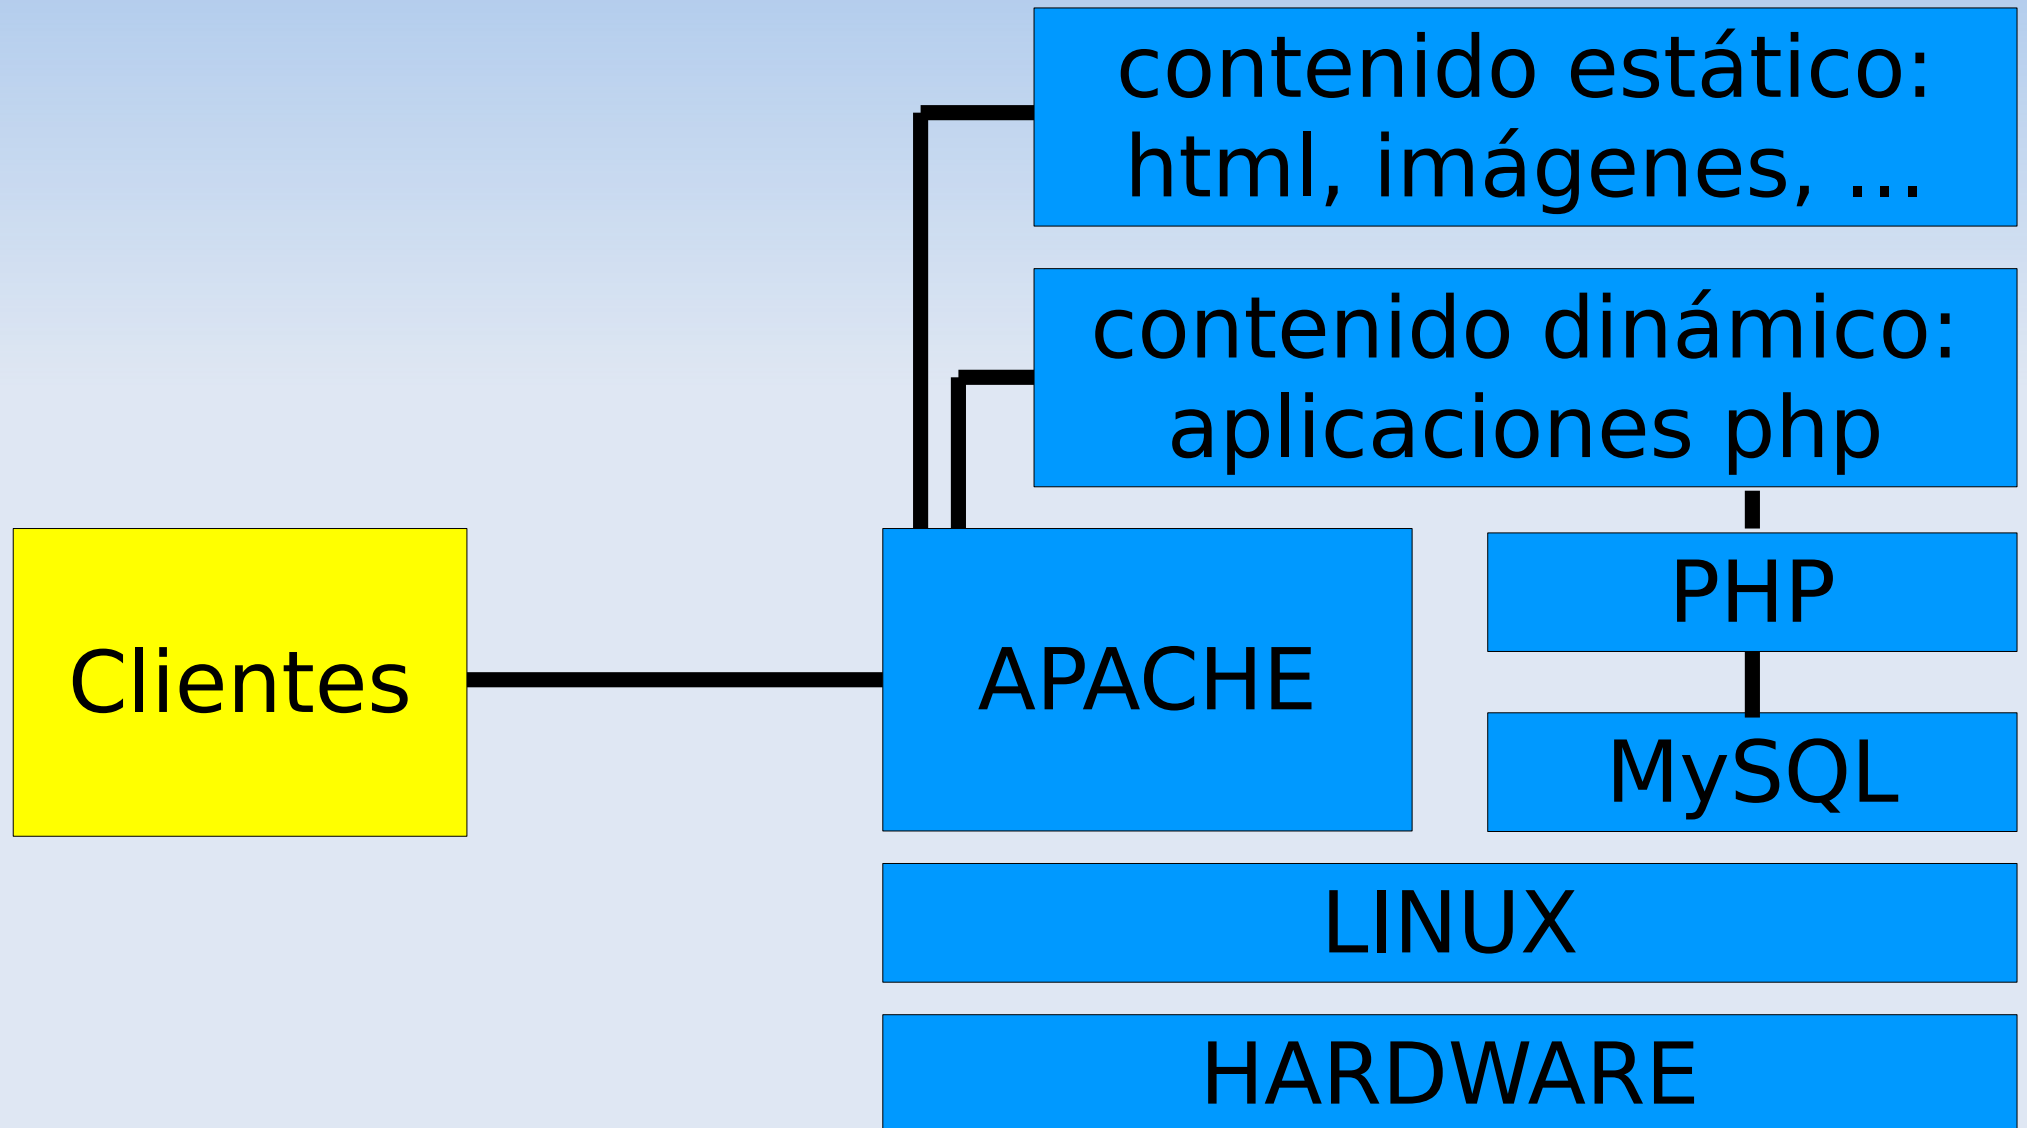 contenido estático:
html, imágenes, ...
contenido dinámico:
aplicaciones php
Clientes
APACHE
PHP
MySQL
LINUX
HARDWARE